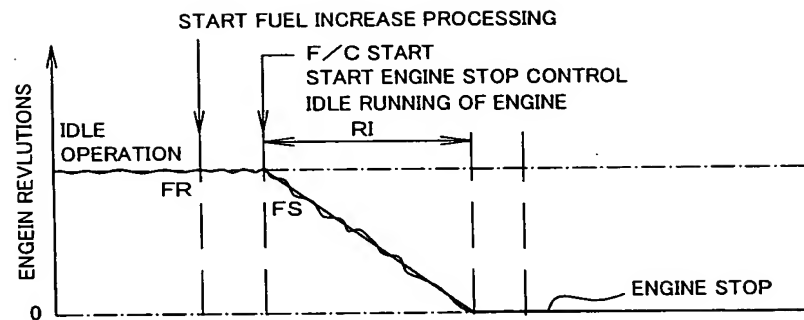 START FUEL INCREASE PROCESSING
F/C START
START ENGINE STOP CONTROL
IDLE RUNNING OF ENGINE
RI
IDLE
OPERATION
FR
FS
ENGEIN REVLUTIONS
ENGINE STOP
0